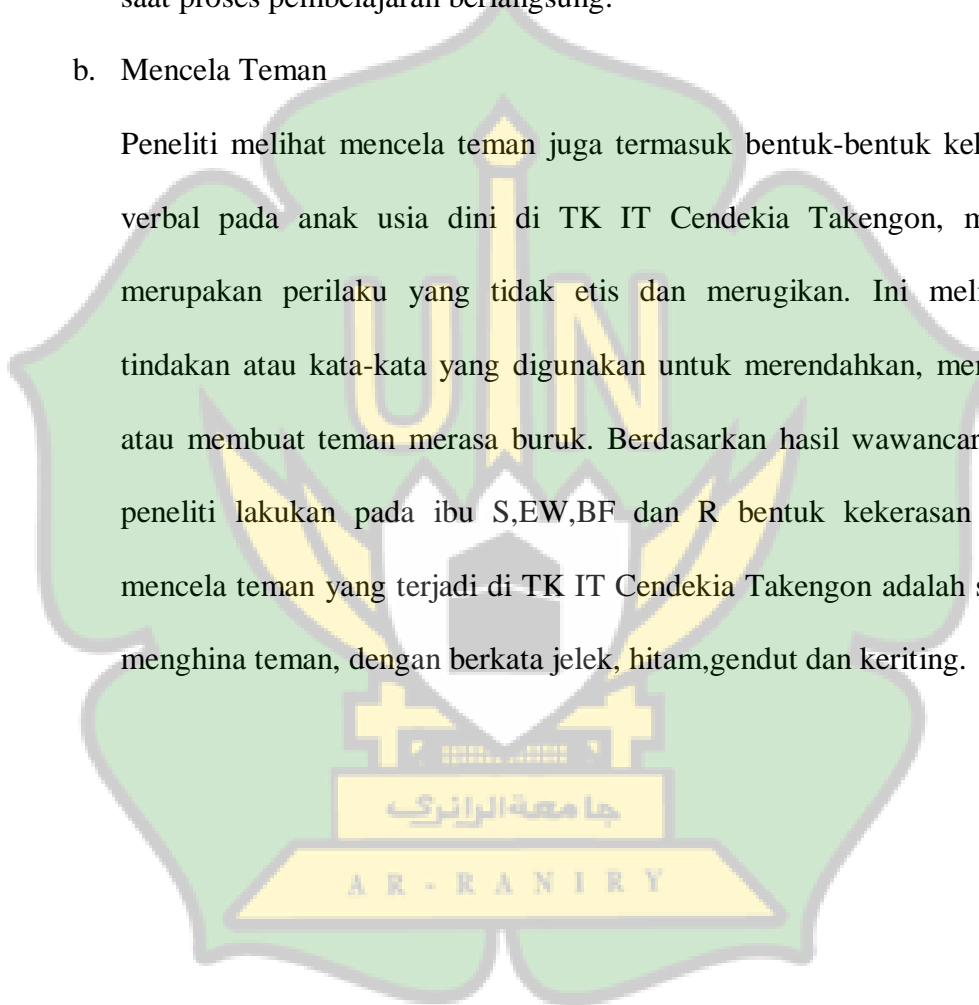 saat proses pembelajaran berlangsung.
b. Mencela Teman
Peneliti melihat mencela teman juga termasuk bentuk-bentuk
verbal pada anak usia dini di TK IT Cendekia Takengon,
merupakan perilaku yang tidak etis dan merugikan. Ini
tindakan atau kata-kata yang digunakan untuk merendahkan,
atau membuat teman merasa buruk. Berdasarkan hasil
peneliti lakukan pada ibu S,EW,BF dan R bentuk kekerasan
mencela teman yang terjadi di TK IT Cendekia Takengon adalah
menghina teman, dengan berkata jelek, hitam,gendut dan keriting.
UIN
جامعة الرانري
AR-RANIRY